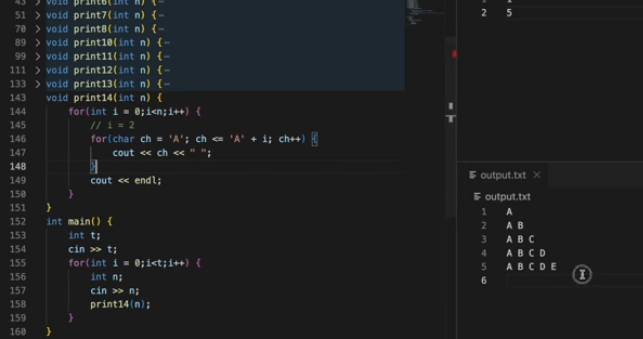 43 > void print6(int n) {…
51 > void print7(int n) {…
70 > void print8(int n) {…
89 > void print10(int n) {…
99 > void print11(int n) {…
111 > void print12(int n) {…
133 > void print13(int n) {…
143 void print14(int n) {
144 for(int i = 0;i<n;i++) {
145 // i = 2
146 for(char ch = 'A'; ch <= 'A' + i; ch++) {
147 cout << ch << " ";
148 }
149 cout << endl;
150 }
151 }
152 int main() {
153 int t;
154 cin >> t;
155 for(int i = 0;i<t;i++) {
156 int n;
157 cin >> n;
158 print14(n);
159 }
160 }
2 5
output.txt
output.txt
1 A
2 A B
3 A B C
4 A B C D
5 A B C D E
6